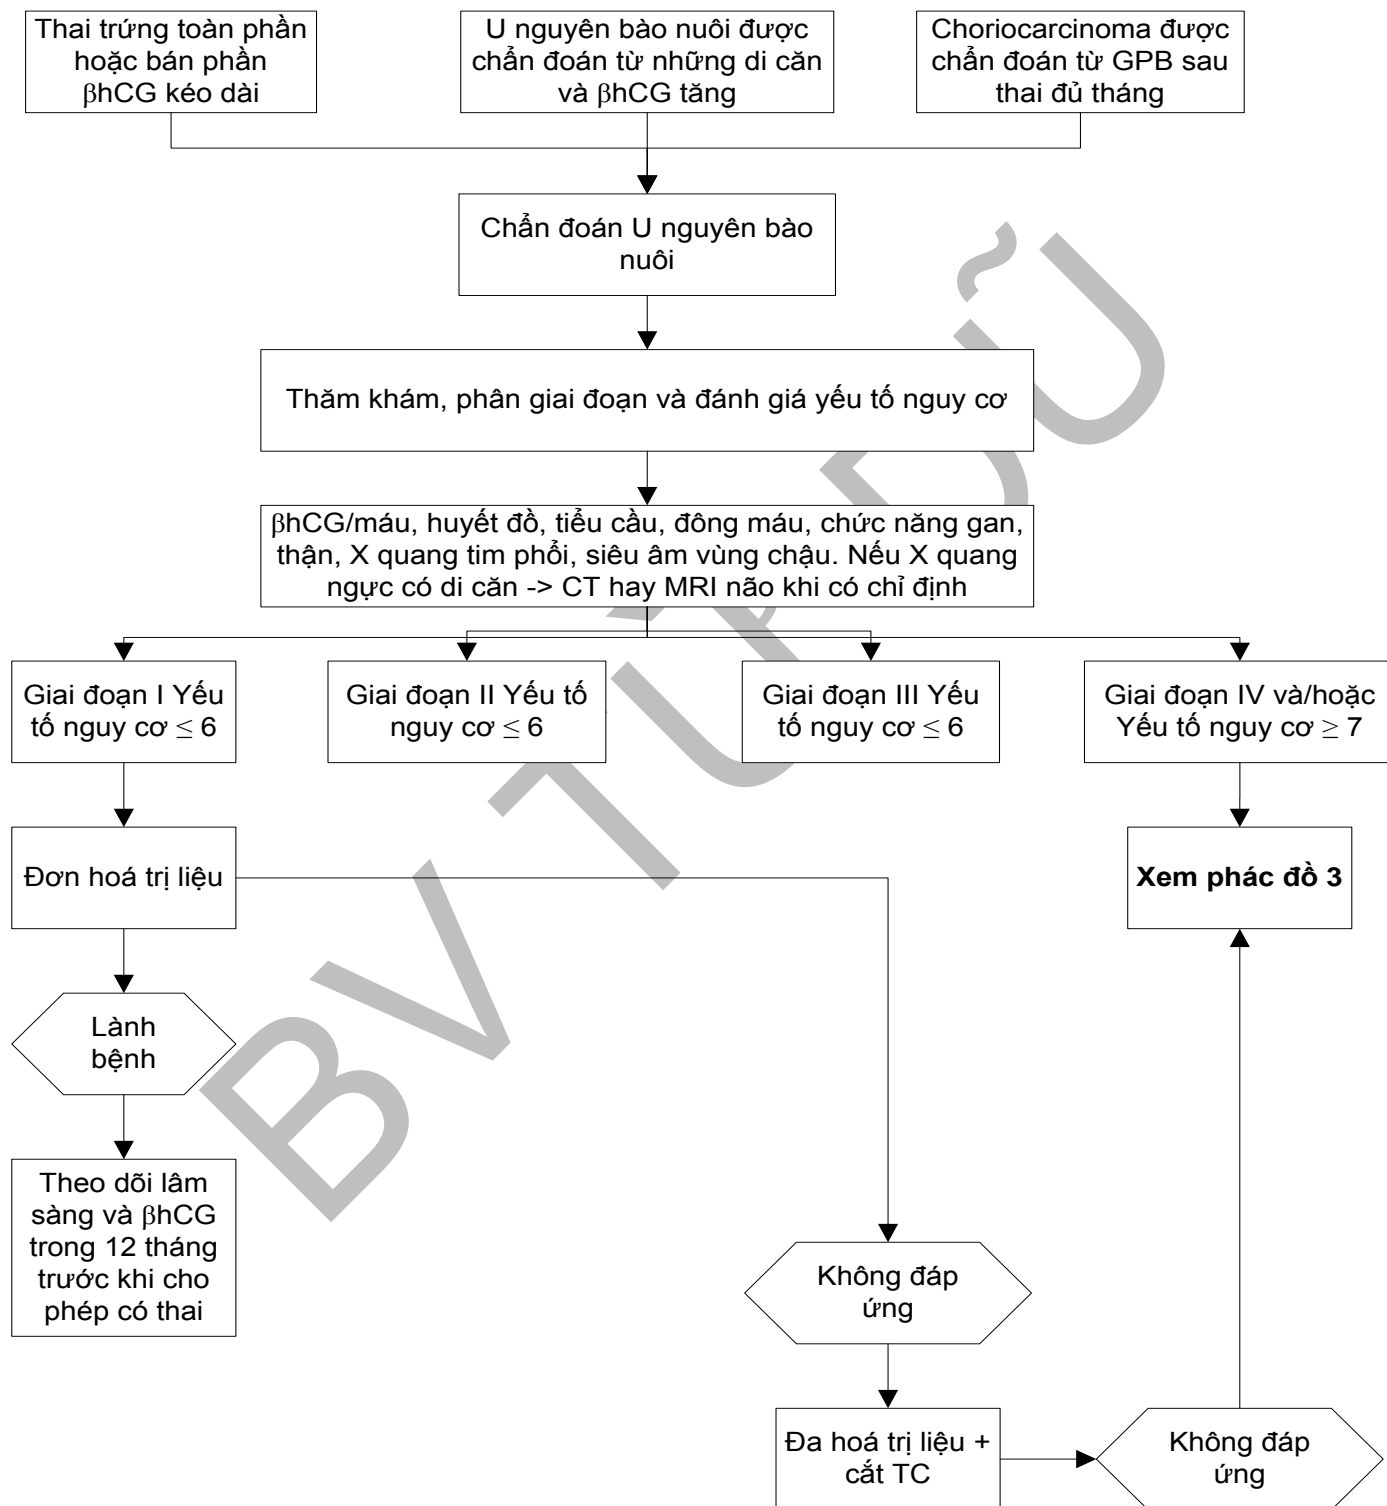 Thai trứng toàn phần
hoặc bán phần
βhCG kéo dài
U nguyên bào nuôi được
chẩn đoán từ những di căn
và βhCG tăng
Choriocarcinoma được
chẩn đoán từ GPB sau
thai đủ tháng
Chẩn đoán U nguyên bào
nuôi
Thăm khám, phân giai đoạn và đánh giá yếu tố nguy cơ
βhCG/máu, huyết đồ, tiểu cầu, đông máu, chức năng gan,
thận, X quang tim phổi, siêu âm vùng chậu. Nếu X quang
ngực có di căn -> CT hay MRI não khi có chỉ định
Giai đoạn I Yếu
tố nguy cơ ≤ 6
Giai đoạn II Yếu tố
nguy cơ ≤ 6
Giai đoạn III Yếu
tố nguy cơ ≤ 6
Giai đoạn IV và/hoặc
Yếu tố nguy cơ ≥ 7
Đơn hoá trị liệu
Xem phác đồ 3
Lành
bệnh
Theo dõi lâm
sàng và βhCG
trong 12 tháng
trước khi cho
phép có thai
Không đáp
ứng
Đa hoá trị liệu +
cắt TC
Không đáp
ứng
BV TỪ DŨ